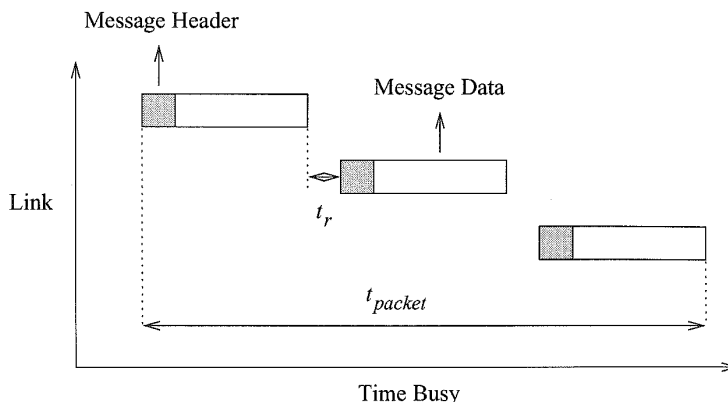 Message Header
Message Data
Link
t_r
t_packet
Time Busy